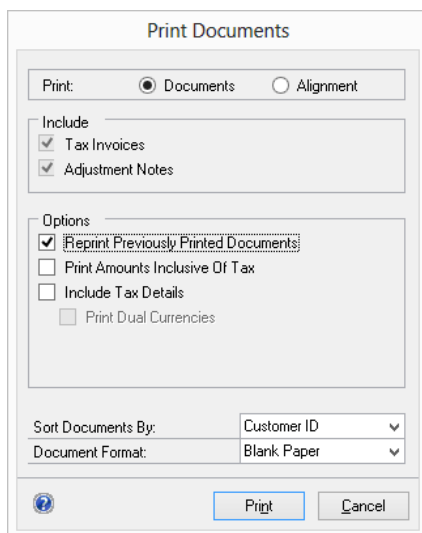 Print Documents
Print: Documents Alignment
Include
Tax Invoices
Adjustment Notes
Options
Reprint Previously Printed Documents
Print Amounts Inclusive Of Tax
Include Tax Details
Print Dual Currencies
Sort Documents By: Customer ID
Document Format: Blank Paper
? Print Cancel